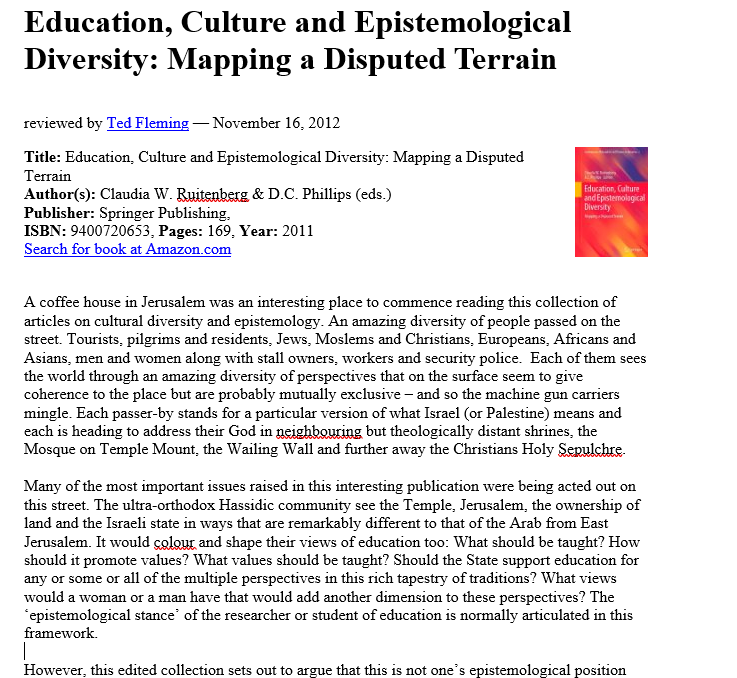 Education, Culture and Epistemological
Diversity: Mapping a Disputed Terrain
reviewed by Ted Fleming — November 16, 2012
Title: Education, Culture and Epistemological Diversity: Mapping a Disputed
Terrain
Author(s): Claudia W. Ruitenberg & D.C. Phillips (eds.)
Publisher: Springer Publishing,
ISBN: 9400720653, Pages: 169, Year: 2011
Search for book at Amazon.com
Education, Culture
and Epistemological
Diversity
A coffee house in Jerusalem was an interesting place to commence reading this collection of
articles on cultural diversity and epistemology. An amazing diversity of people passed on the
street. Tourists, pilgrims and residents, Jews, Moslems and Christians, Europeans, Africans and
Asians, men and women along with stall owners, workers and security police.  Each of them sees
the world through an amazing diversity of perspectives that on the surface seem to give
coherence to the place but are probably mutually exclusive – and so the machine gun carriers
mingle. Each passer-by stands for a particular version of what Israel (or Palestine) means and
each is heading to address their God in neighbouring but theologically distant shrines, the
Mosque on Temple Mount, the Wailing Wall and further away the Christians Holy Sepulchre.
Many of the most important issues raised in this interesting publication were being acted out on
this street. The ultra-orthodox Hassidic community see the Temple, Jerusalem, the ownership of
land and the Israeli state in ways that are remarkably different to that of the Arab from East
Jerusalem. It would colour and shape their views of education too: What should be taught? How
should it promote values? What values should be taught? Should the State support education for
any or some or all of the multiple perspectives in this rich tapestry of traditions? What views
would a woman or a man have that would add another dimension to these perspectives? The
‘epistemological stance’ of the researcher or student of education is normally articulated in this
framework.
However, this edited collection sets out to argue that this is not one’s epistemological position